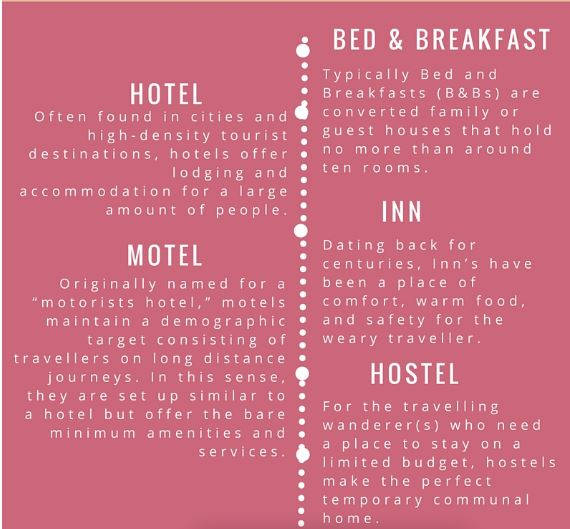 BED & BREAKFAST
Typically Bed and
Breakfasts (B&Bs) are
converted family or
guest houses that hold
no more than around
ten rooms.
HOTEL
Often found in cities and
high-density tourist
destinations, hotels offer
lodging and
accommodation for a large
amount of people.
INN
Dating back for
centuries, Inn’s have
been a place of
comfort, warm food,
and safety for the
weary traveller.
MOTEL
Originally named for a
“motorists hotel,” motels
maintain a demographic
target consisting of
travellers on long distance
journeys. In this sense,
they are set up similar to
a hotel but offer the bare
minimum amenities and
services.
HOSTEL
For the travelling
wanderer(s) who need
a place to stay on a
limited budget, hostels
make the perfect
temporary communal
home.